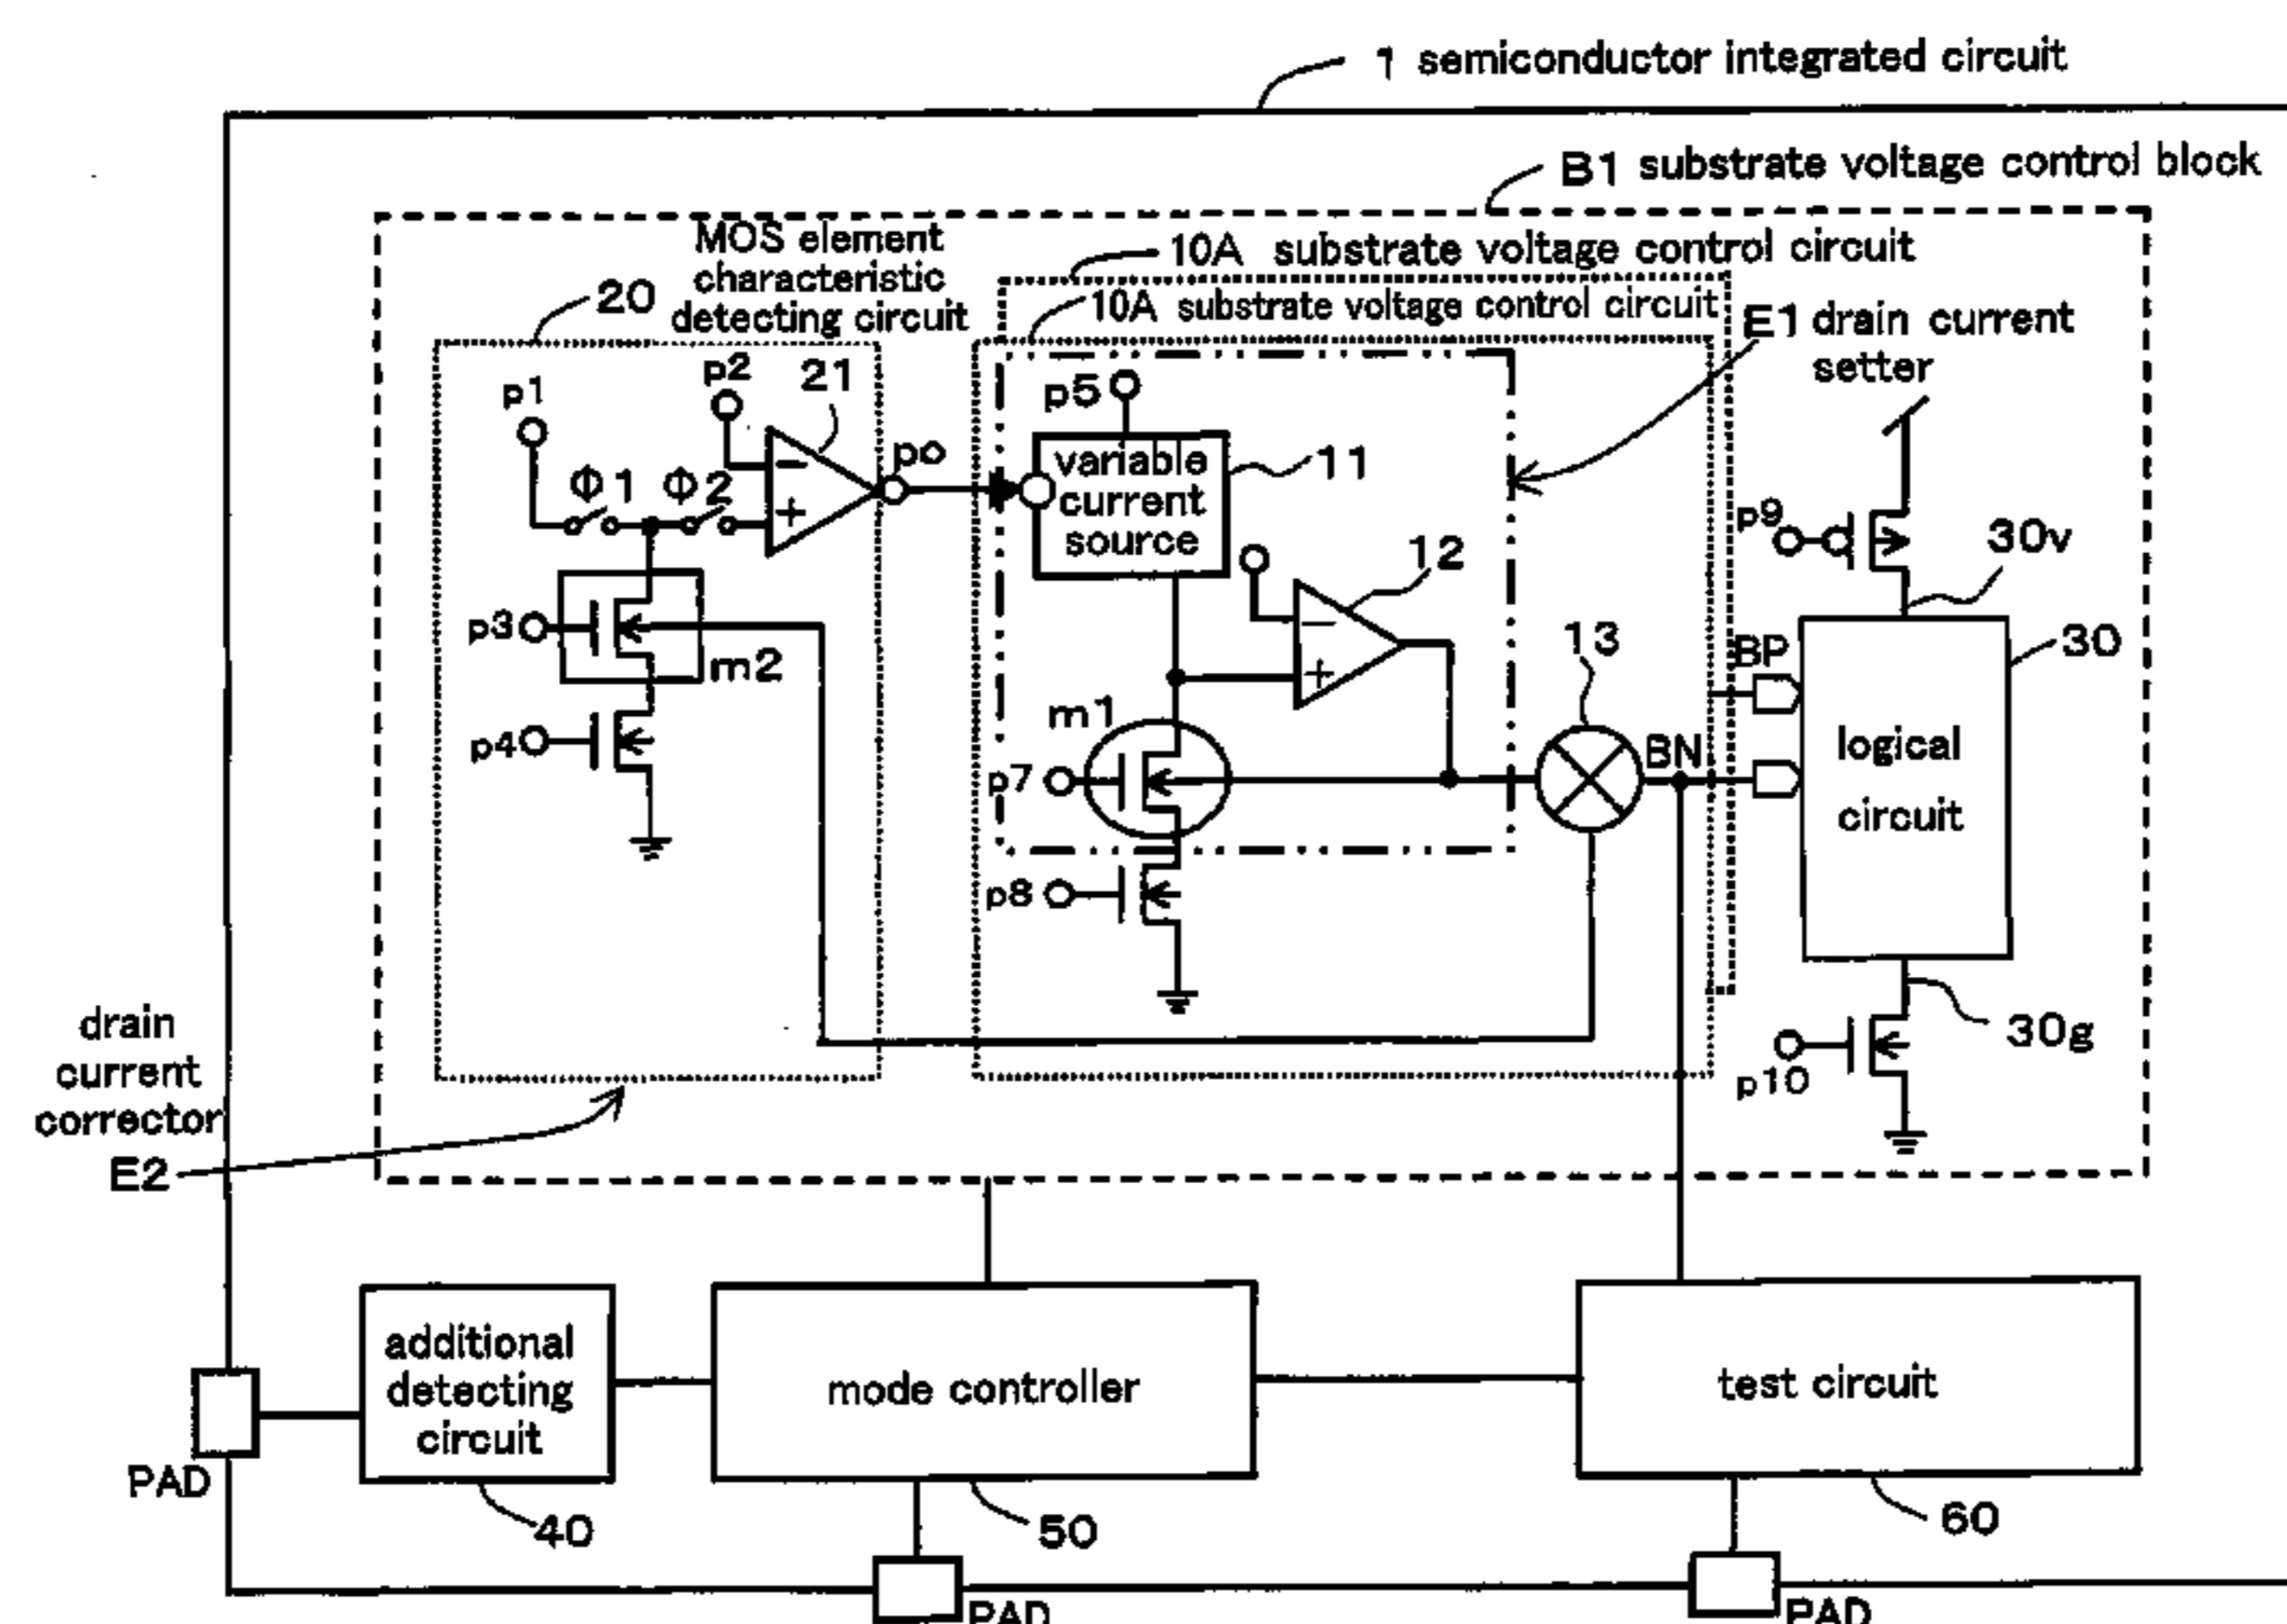 1 semiconductor integrated circuit
B1 substrate voltage control block
10A substrate voltage control circuit
10A substrate voltage control circuit
MOS element
characteristic
detecting circuit
20
E1 drain current
setter
p1
p2
21
po
Φ1
Φ2
−
+
p3
m2
p4
p5
variable
current
source
11
12
−
+
m1
p7
p8
13
BN
BP
p9
30v
30
logical
circuit
30g
p10
drain
current
corrector
E2
additional
detecting
circuit
40
mode controller
50
test circuit
60
PAD
PAD
PAD